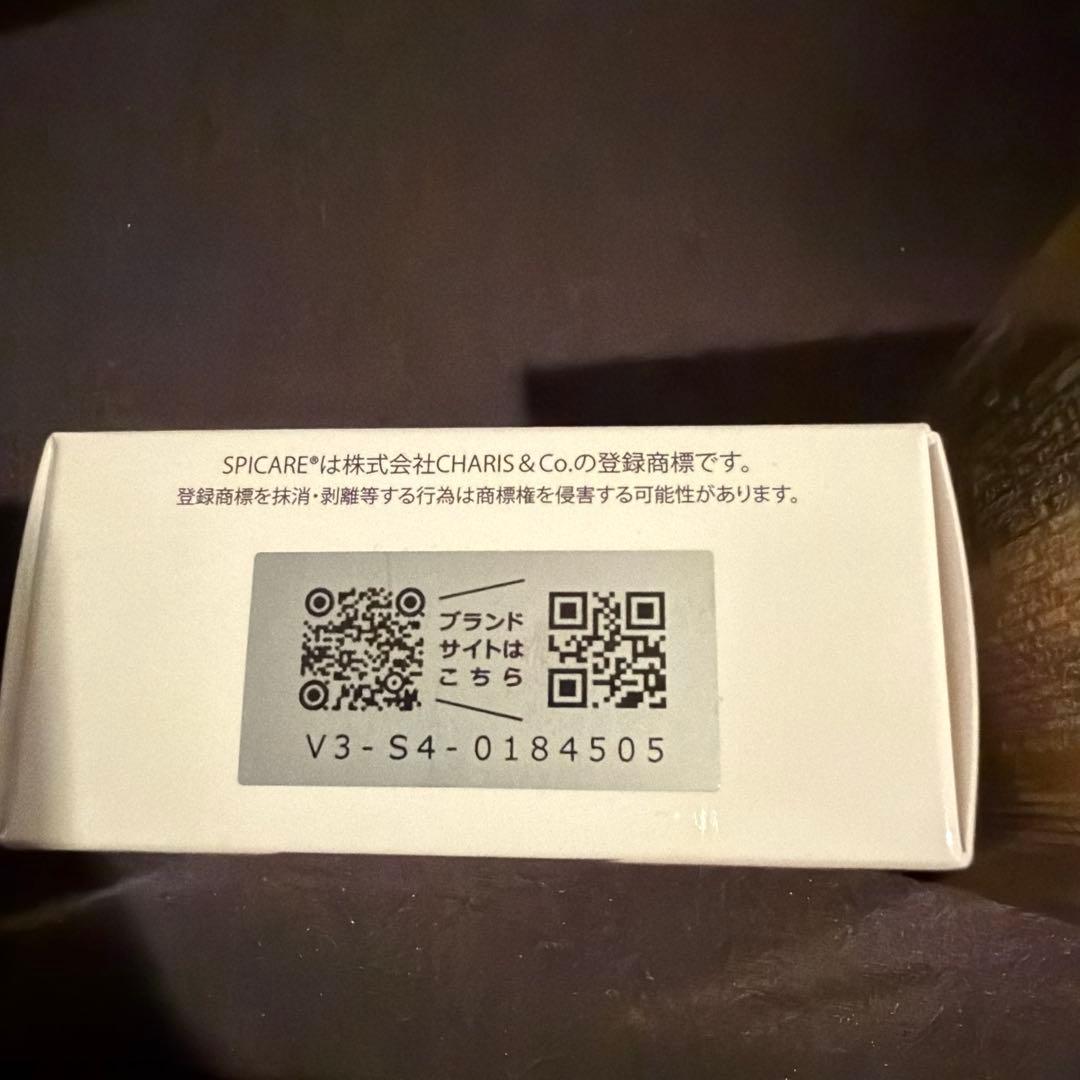 SPICARE®は株式会社CHARIS＆Co.の登録商標です。
登録商標を抹消・剥離等する行為は商標権を侵害する可能性があります。
ブランド
サイトは
こちら
V3-S4-0184505